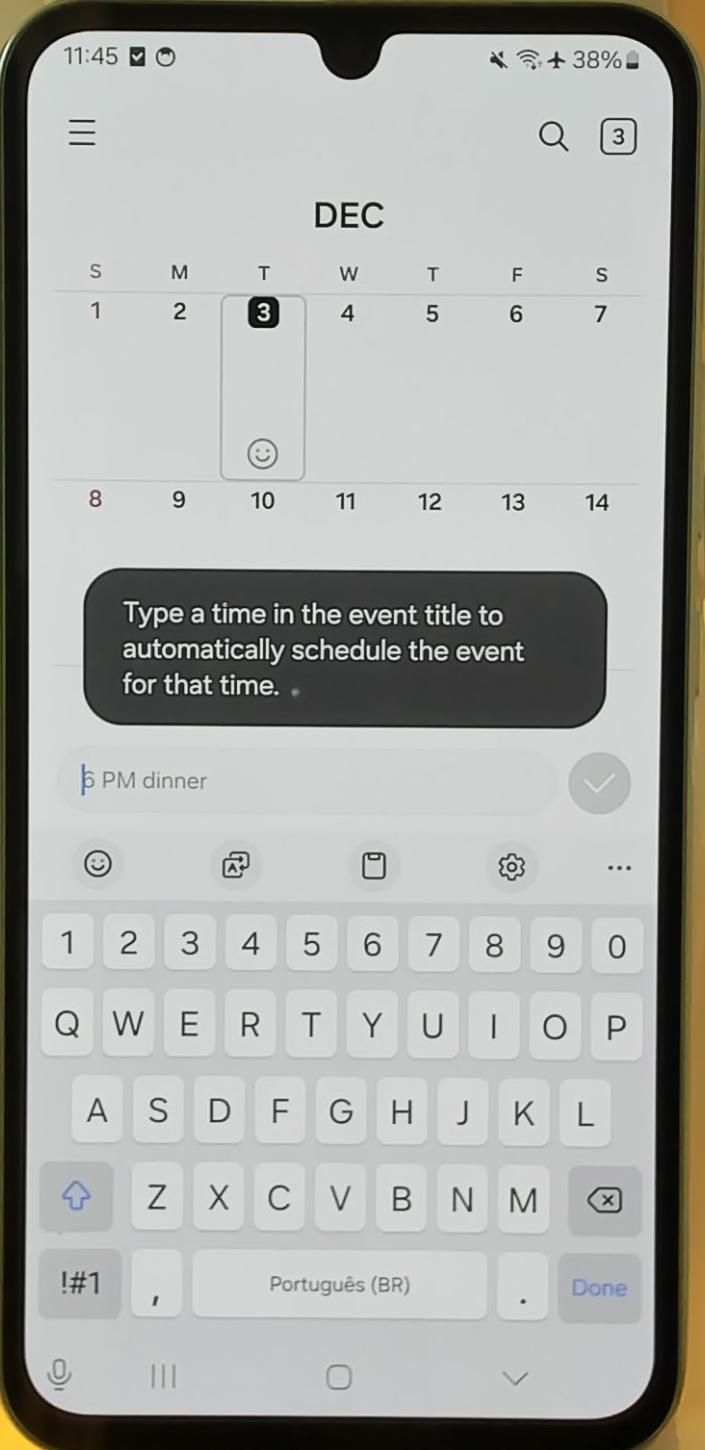 11:45
38%
3
DEC
S M T W T F S
1 2 3 4 5 6 7
8 9 10 11 12 13 14
Type a time in the event title to
automatically schedule the event
for that time.
6 PM dinner
1 2 3 4 5 6 7 8 9 0
Q W E R T Y U I O P
A S D F G H J K L
Z X C V B N M
!#1 , Português (BR) . Done